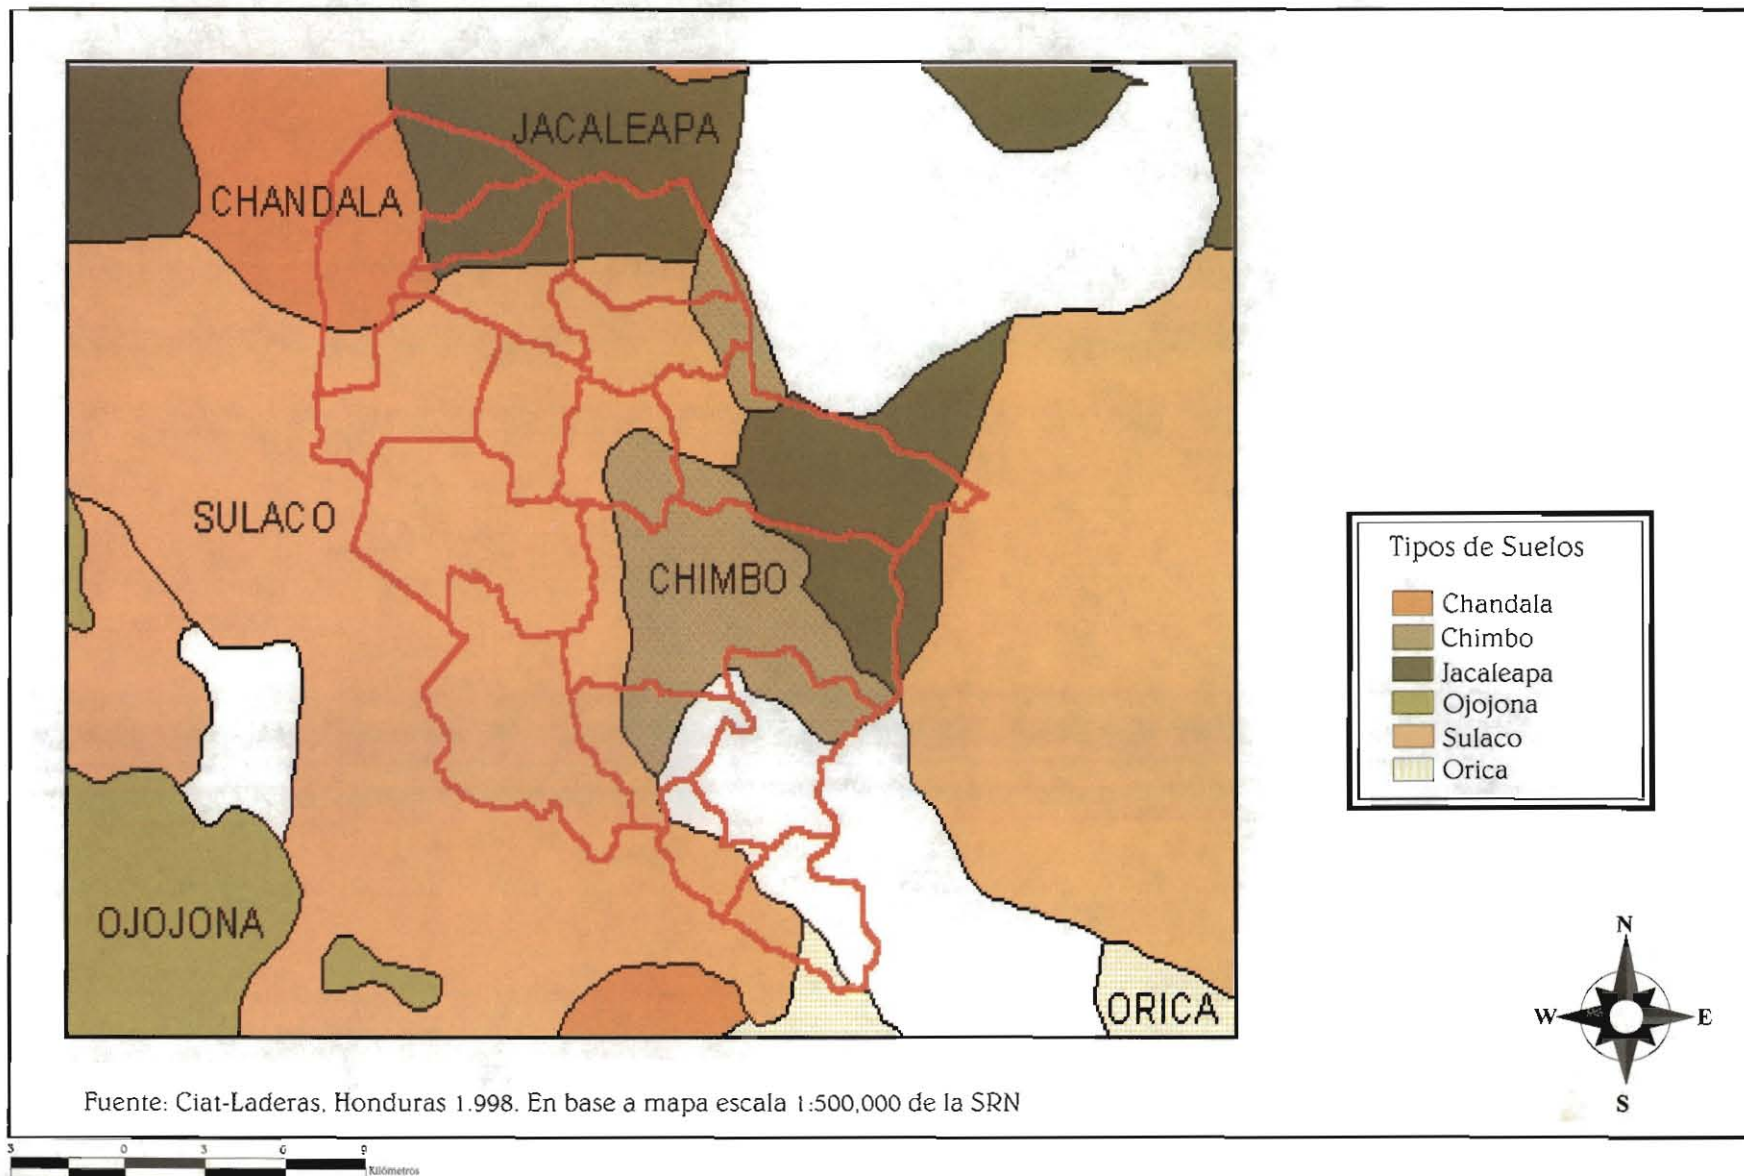 JACALEAPA
CHANDALA
SULACO
CHIMBO
OJOJONA
ORICA
Tipos de Suelos
Chandala
Chimbo
Jacaleapa
Ojojona
Sulaco
Orica
N
W
E
S
Fuente: Ciat-Laderas, Honduras 1.998. En base a mapa escala 1:500,000 de la SRN
3 0 3 6 9
Kilómetros